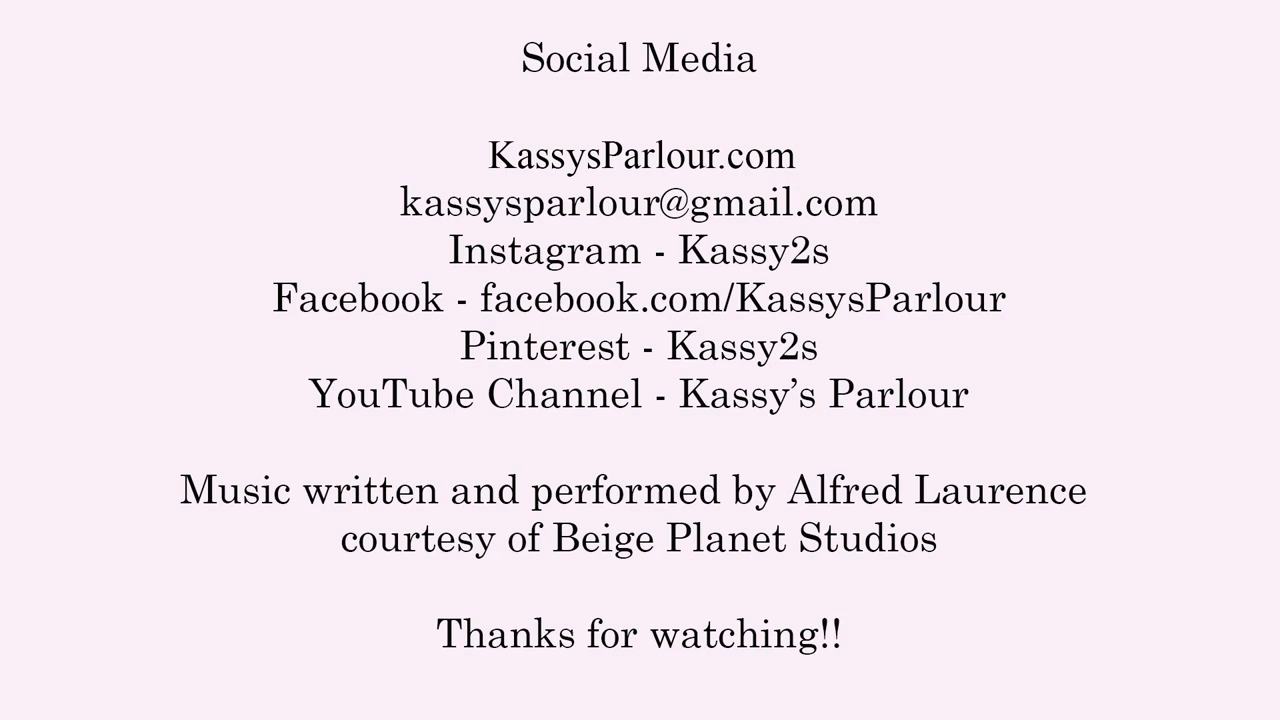 Social Media
KassysParlour.com
kassysparlour@gmail.com
Instagram - Kassy2s
Facebook - facebook.com/KassysParlour
Pinterest - Kassy2s
YouTube Channel - Kassy’s Parlour
Music written and performed by Alfred Laurence
courtesy of Beige Planet Studios
Thanks for watching!!